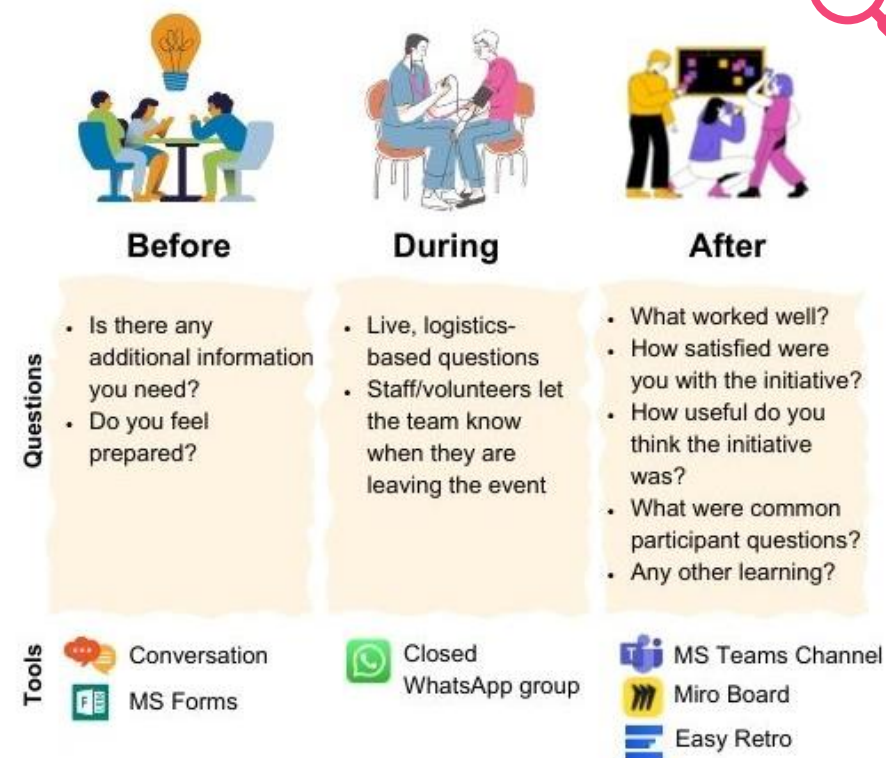 Before
During
After
Questions
• Is there any
additional information
you need?
• Do you feel
prepared?
• Live, logistics-
based questions
• Staff/volunteers let
the team know
when they are
leaving the event
• What worked well?
• How satisfied were
you with the initiative?
• How useful do you
think the initiative
was?
• What were common
participant questions?
• Any other learning?
Tools
Conversation
F
MS Forms
Closed
WhatsApp group
T
MS Teams Channel
Miro Board
Easy Retro